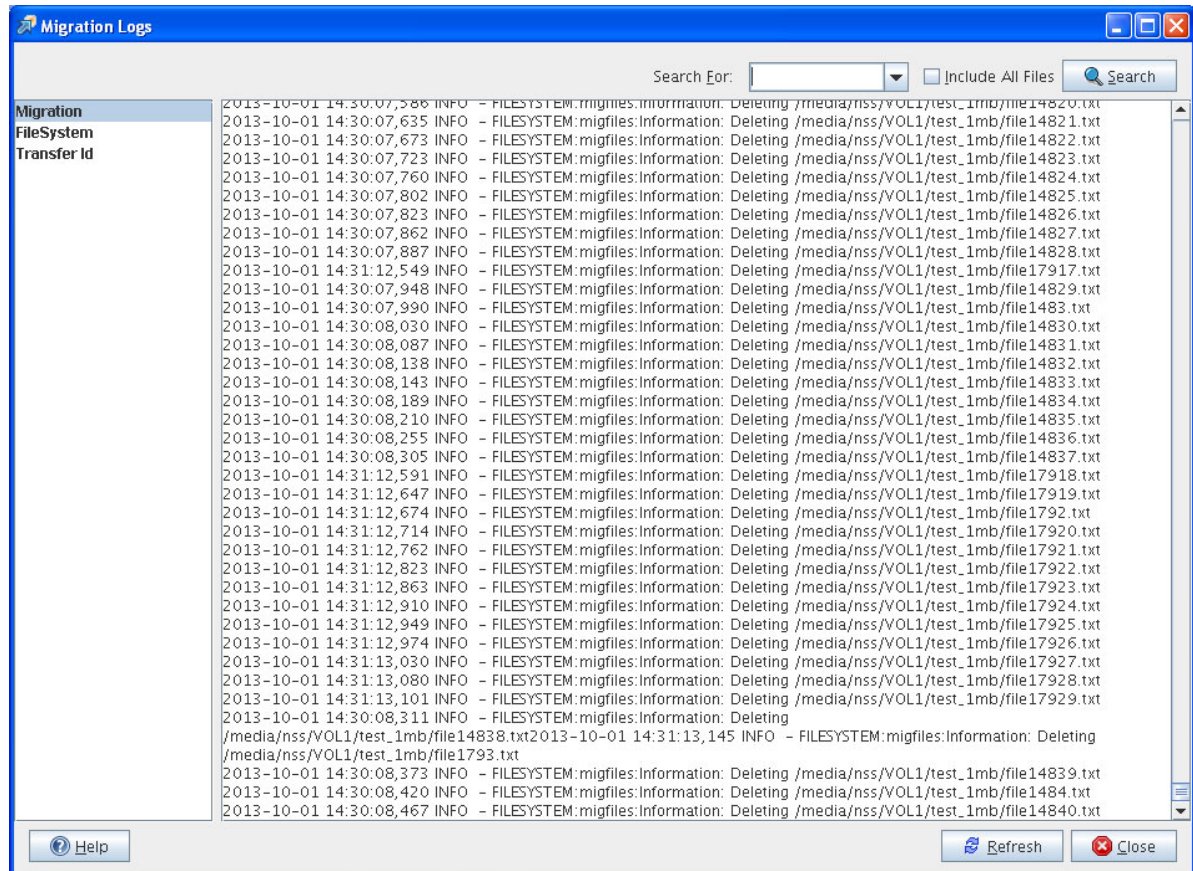 Migration Logs
Search For:
Include All Files
Search
Migration
FileSystem
Transfer Id
2013-10-01 14:30:07,586 INFO - FILESYSTEM:migfiles:Information: Deleting /media/nss/VOL1/test_1mb/file14820.txt
2013-10-01 14:30:07,635 INFO - FILESYSTEM:migfiles:Information: Deleting /media/nss/VOL1/test_1mb/file14821.txt
2013-10-01 14:30:07,673 INFO - FILESYSTEM:migfiles:Information: Deleting /media/nss/VOL1/test_1mb/file14822.txt
2013-10-01 14:30:07,723 INFO - FILESYSTEM:migfiles:Information: Deleting /media/nss/VOL1/test_1mb/file14823.txt
2013-10-01 14:30:07,760 INFO - FILESYSTEM:migfiles:Information: Deleting /media/nss/VOL1/test_1mb/file14824.txt
2013-10-01 14:30:07,802 INFO - FILESYSTEM:migfiles:Information: Deleting /media/nss/VOL1/test_1mb/file14825.txt
2013-10-01 14:30:07,823 INFO - FILESYSTEM:migfiles:Information: Deleting /media/nss/VOL1/test_1mb/file14826.txt
2013-10-01 14:30:07,862 INFO - FILESYSTEM:migfiles:Information: Deleting /media/nss/VOL1/test_1mb/file14827.txt
2013-10-01 14:30:07,887 INFO - FILESYSTEM:migfiles:Information: Deleting /media/nss/VOL1/test_1mb/file14828.txt
2013-10-01 14:31:12,549 INFO - FILESYSTEM:migfiles:Information: Deleting /media/nss/VOL1/test_1mb/file17917.txt
2013-10-01 14:30:07,948 INFO - FILESYSTEM:migfiles:Information: Deleting /media/nss/VOL1/test_1mb/file14829.txt
2013-10-01 14:30:07,990 INFO - FILESYSTEM:migfiles:Information: Deleting /media/nss/VOL1/test_1mb/file1483.txt
2013-10-01 14:30:08,030 INFO - FILESYSTEM:migfiles:Information: Deleting /media/nss/VOL1/test_1mb/file14830.txt
2013-10-01 14:30:08,087 INFO - FILESYSTEM:migfiles:Information: Deleting /media/nss/VOL1/test_1mb/file14831.txt
2013-10-01 14:30:08,138 INFO - FILESYSTEM:migfiles:Information: Deleting /media/nss/VOL1/test_1mb/file14832.txt
2013-10-01 14:30:08,143 INFO - FILESYSTEM:migfiles:Information: Deleting /media/nss/VOL1/test_1mb/file14833.txt
2013-10-01 14:30:08,189 INFO - FILESYSTEM:migfiles:Information: Deleting /media/nss/VOL1/test_1mb/file14834.txt
2013-10-01 14:30:08,210 INFO - FILESYSTEM:migfiles:Information: Deleting /media/nss/VOL1/test_1mb/file14835.txt
2013-10-01 14:30:08,255 INFO - FILESYSTEM:migfiles:Information: Deleting /media/nss/VOL1/test_1mb/file14836.txt
2013-10-01 14:30:08,305 INFO - FILESYSTEM:migfiles:Information: Deleting /media/nss/VOL1/test_1mb/file14837.txt
2013-10-01 14:31:12,591 INFO - FILESYSTEM:migfiles:Information: Deleting /media/nss/VOL1/test_1mb/file17918.txt
2013-10-01 14:31:12,647 INFO - FILESYSTEM:migfiles:Information: Deleting /media/nss/VOL1/test_1mb/file17919.txt
2013-10-01 14:31:12,674 INFO - FILESYSTEM:migfiles:Information: Deleting /media/nss/VOL1/test_1mb/file1792.txt
2013-10-01 14:31:12,714 INFO - FILESYSTEM:migfiles:Information: Deleting /media/nss/VOL1/test_1mb/file17920.txt
2013-10-01 14:31:12,762 INFO - FILESYSTEM:migfiles:Information: Deleting /media/nss/VOL1/test_1mb/file17921.txt
2013-10-01 14:31:12,823 INFO - FILESYSTEM:migfiles:Information: Deleting /media/nss/VOL1/test_1mb/file17922.txt
2013-10-01 14:31:12,863 INFO - FILESYSTEM:migfiles:Information: Deleting /media/nss/VOL1/test_1mb/file17923.txt
2013-10-01 14:31:12,910 INFO - FILESYSTEM:migfiles:Information: Deleting /media/nss/VOL1/test_1mb/file17924.txt
2013-10-01 14:31:12,949 INFO - FILESYSTEM:migfiles:Information: Deleting /media/nss/VOL1/test_1mb/file17925.txt
2013-10-01 14:31:12,974 INFO - FILESYSTEM:migfiles:Information: Deleting /media/nss/VOL1/test_1mb/file17926.txt
2013-10-01 14:31:13,030 INFO - FILESYSTEM:migfiles:Information: Deleting /media/nss/VOL1/test_1mb/file17927.txt
2013-10-01 14:31:13,080 INFO - FILESYSTEM:migfiles:Information: Deleting /media/nss/VOL1/test_1mb/file17928.txt
2013-10-01 14:31:13,101 INFO - FILESYSTEM:migfiles:Information: Deleting /media/nss/VOL1/test_1mb/file17929.txt
2013-10-01 14:30:08,311 INFO - FILESYSTEM:migfiles:Information: Deleting
/media/nss/VOL1/test_1mb/file14838.txt2013-10-01 14:31:13,145 INFO - FILESYSTEM:migfiles:Information: Deleting
/media/nss/VOL1/test_1mb/file1793.txt
2013-10-01 14:30:08,373 INFO - FILESYSTEM:migfiles:Information: Deleting /media/nss/VOL1/test_1mb/file14839.txt
2013-10-01 14:30:08,420 INFO - FILESYSTEM:migfiles:Information: Deleting /media/nss/VOL1/test_1mb/file1484.txt
2013-10-01 14:30:08,467 INFO - FILESYSTEM:migfiles:Information: Deleting /media/nss/VOL1/test_1mb/file14840.txt
Help
Refresh
Close